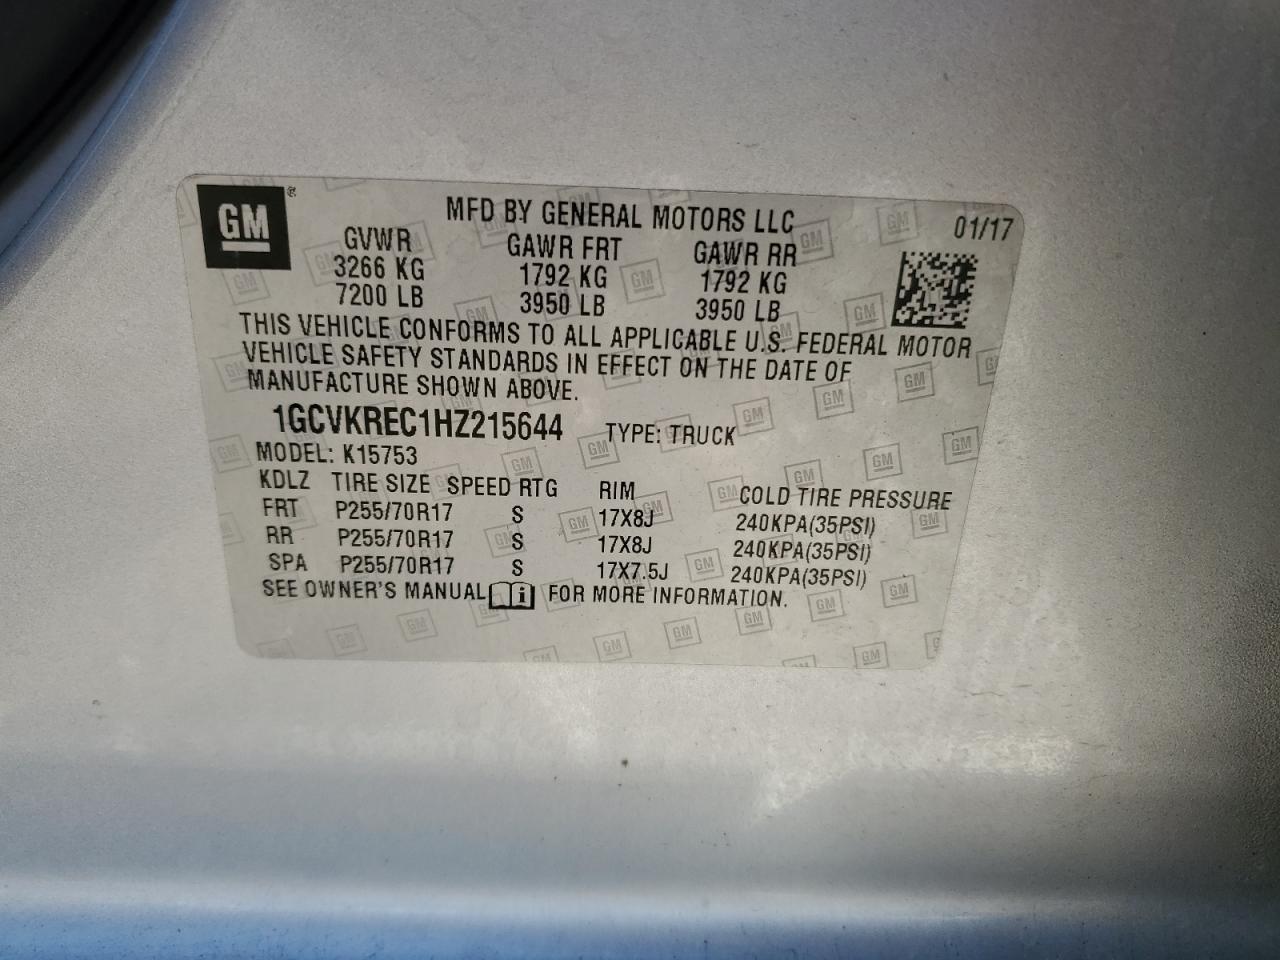 GM ®
MFD BY GENERAL MOTORS LLC 01/17
GVWR GAWR FRT GAWR RR
3266 KG 1792 KG 1792 KG
7200 LB 3950 LB 3950 LB
THIS VEHICLE CONFORMS TO ALL APPLICABLE U.S. FEDERAL MOTOR
VEHICLE SAFETY STANDARDS IN EFFECT ON THE DATE OF
MANUFACTURE SHOWN ABOVE.
1GCVKREC1HZ215644 TYPE: TRUCK
MODEL: K15753
KDLZ TIRE SIZE SPEED RTG RIM COLD TIRE PRESSURE
FRT P255/70R17 S 17X8J 240KPA(35PSI)
RR P255/70R17 S 17X8J 240KPA(35PSI)
SPA P255/70R17 S 17X7.5J 240KPA(35PSI)
SEE OWNER'S MANUAL i FOR MORE INFORMATION.